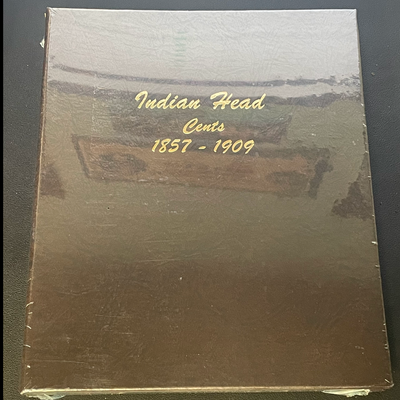 Indian Head
Cents
1857 - 1909